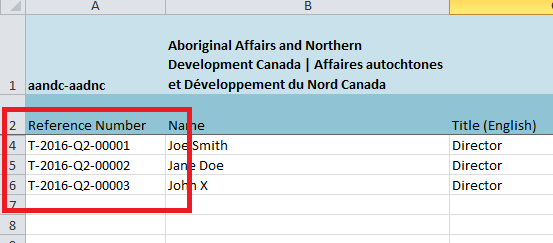 A B
Aboriginal Affairs and Northern
Development Canada | Affaires autochtones
1 aandc-aadnc et Développement du Nord Canada
2 Reference Number Name Title (English)
4 T-2016-Q2-00001 Joe Smith Director
5 T-2016-Q2-00002 Jane Doe Director
6 T-2016-Q2-00003 John X Director
7
8